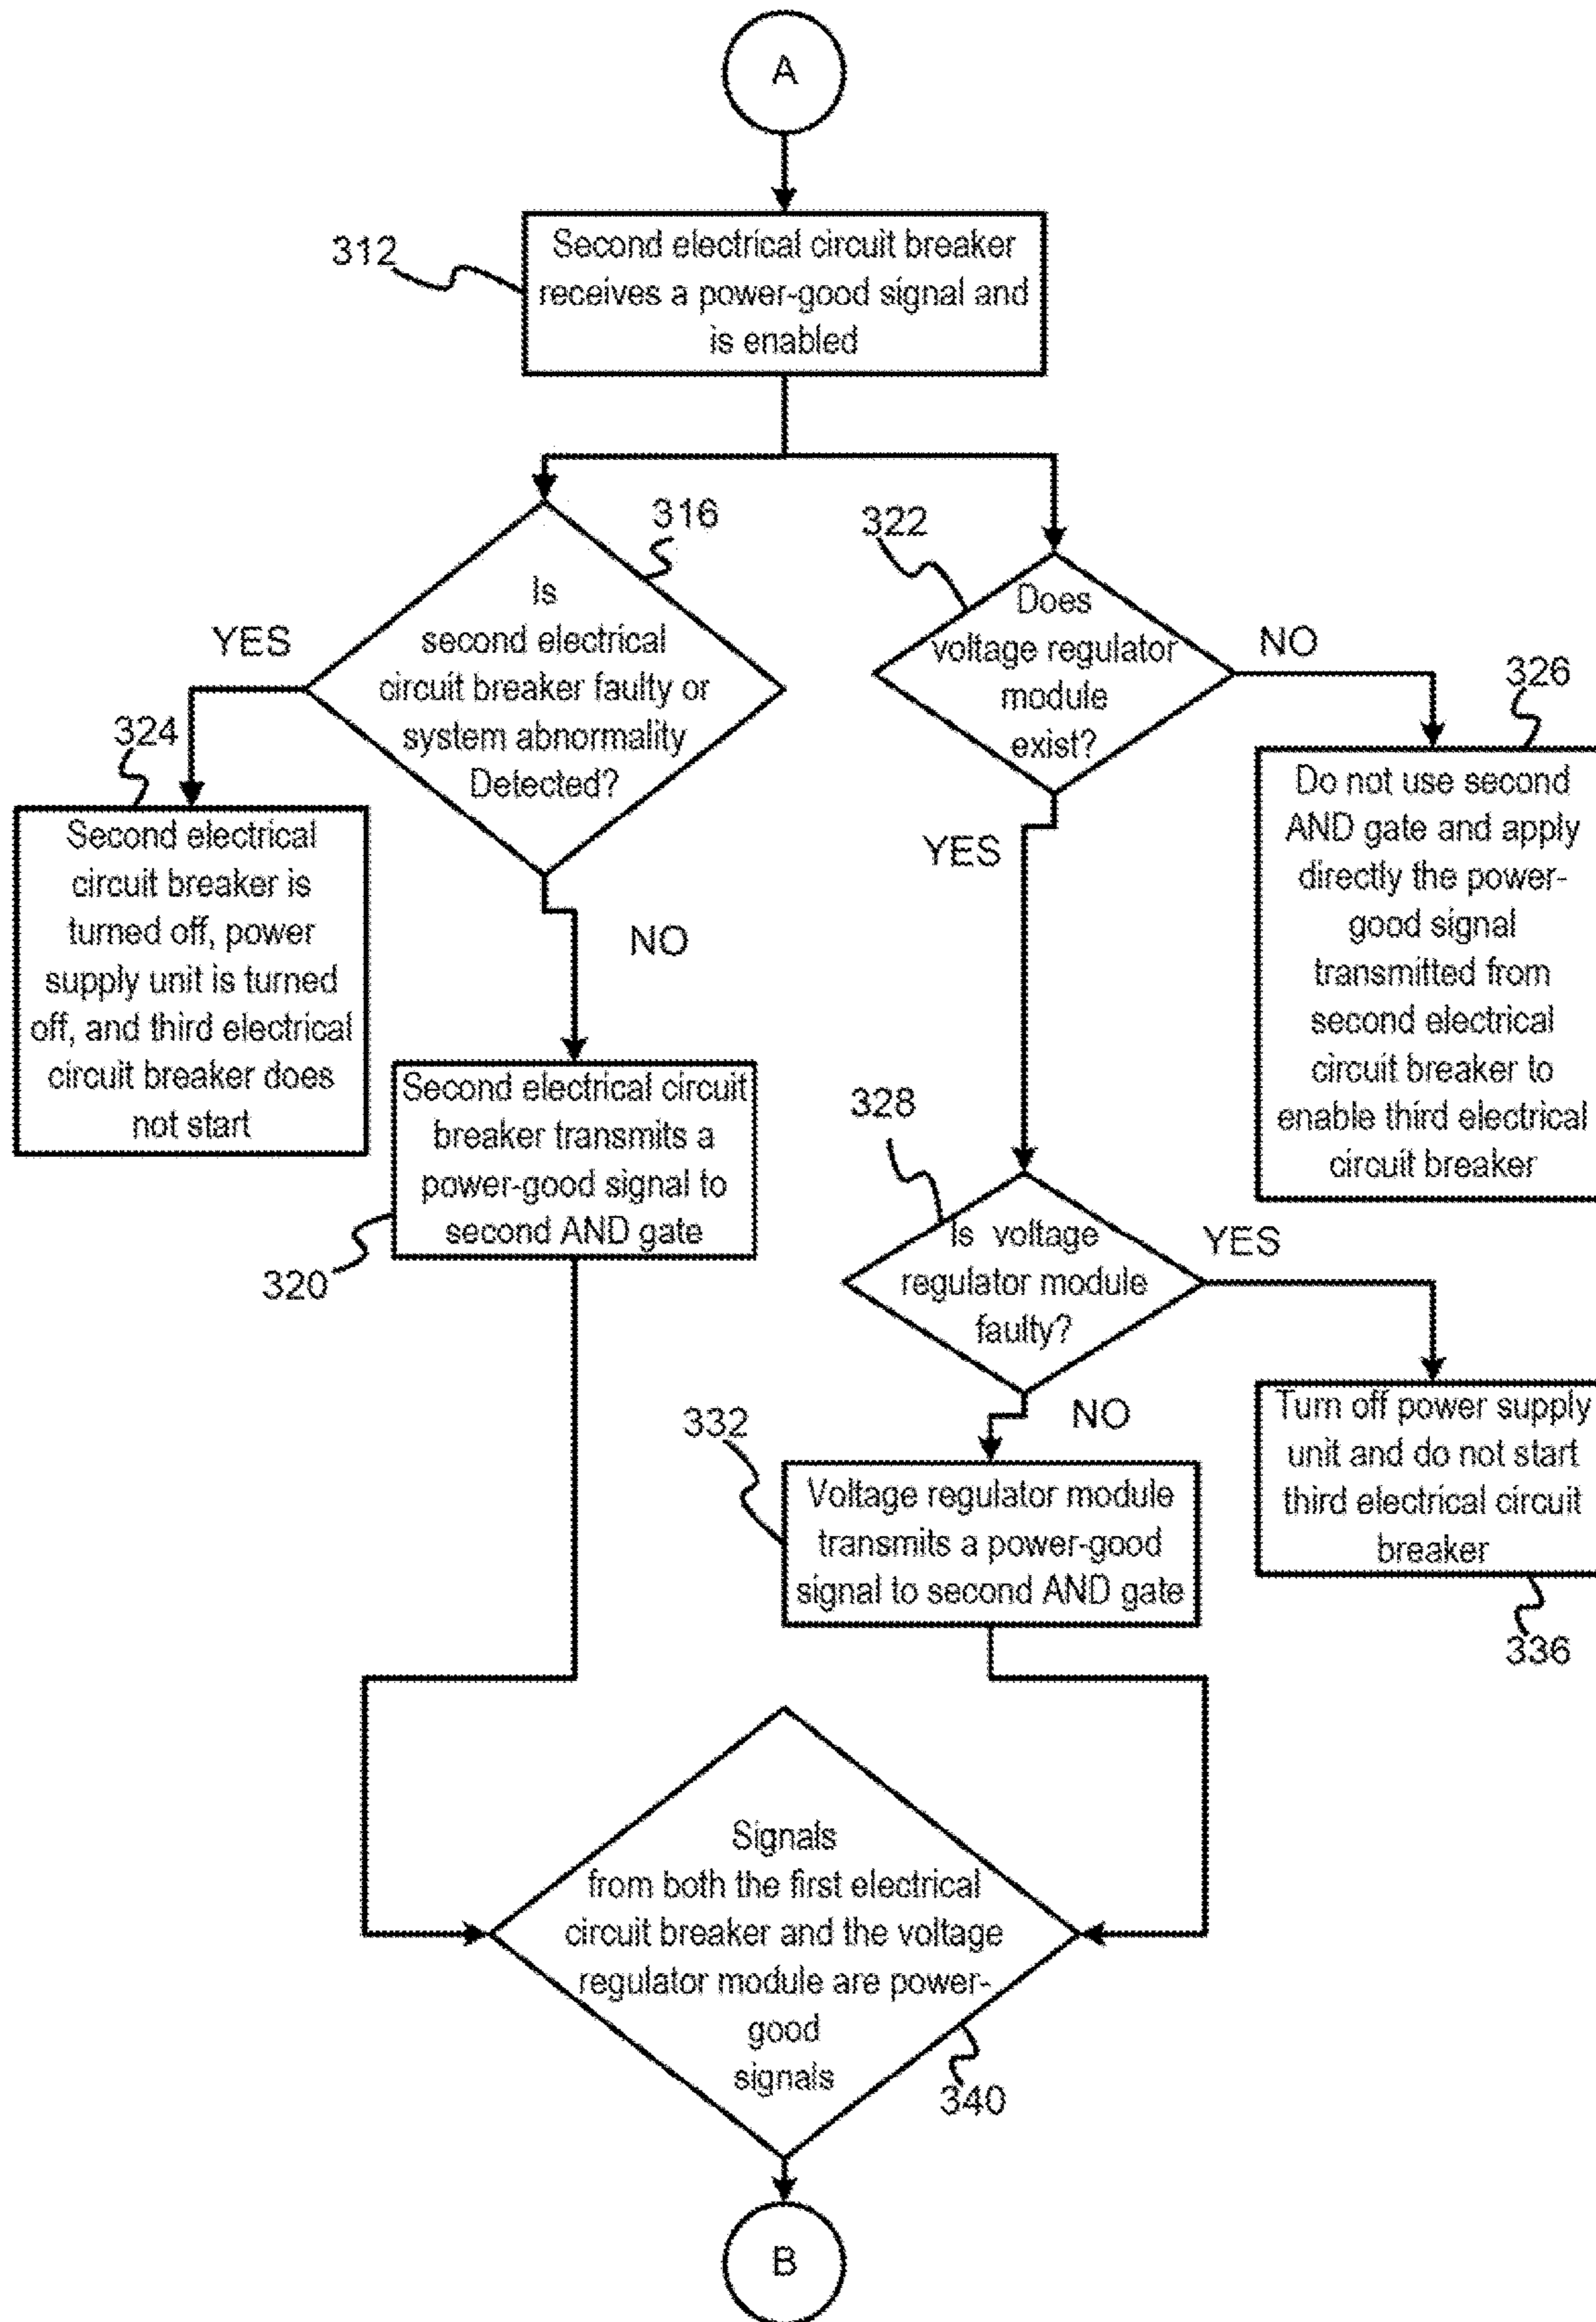 A
312
Second electrical circuit breaker
receives a power-good signal and
is enabled
316
Is
second electrical
circuit breaker faulty or
system abnormality
Detected?
YES
NO
322
Does
voltage regulator
module
exist?
NO
YES
324
Second electrical
circuit breaker is
turned off, power
supply unit is turned
off, and third electrical
circuit breaker does
not start
326
Do not use second
AND gate and apply
directly the power-
good signal
transmitted from
second electrical
circuit breaker to
enable third electrical
circuit breaker
Second electrical circuit
breaker transmits a
power-good signal to
second AND gate
320
328
Is voltage
regulator module
faulty?
YES
NO
332
Voltage regulator module
transmits a power-good
signal to second AND gate
Turn off power supply
unit and do not start
third electrical circuit
breaker
336
Signals
from both the first electrical
circuit breaker and the voltage
regulator module are power-
good
signals
340
B